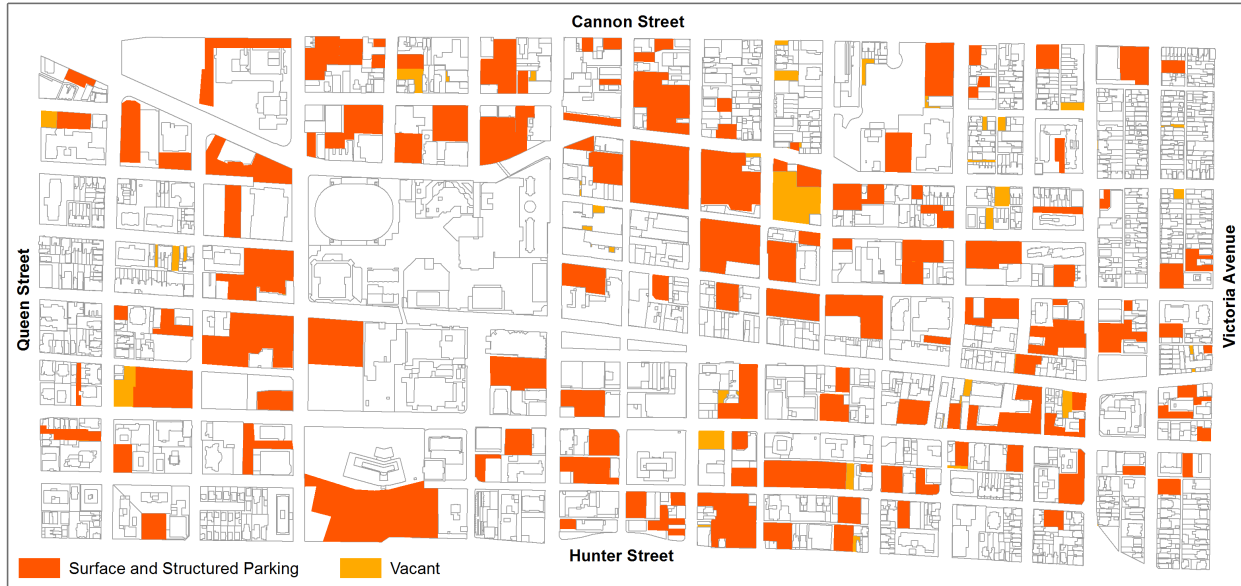 Cannon Street
Queen Street
Victoria Avenue
Hunter Street
Surface and Structured Parking
Vacant